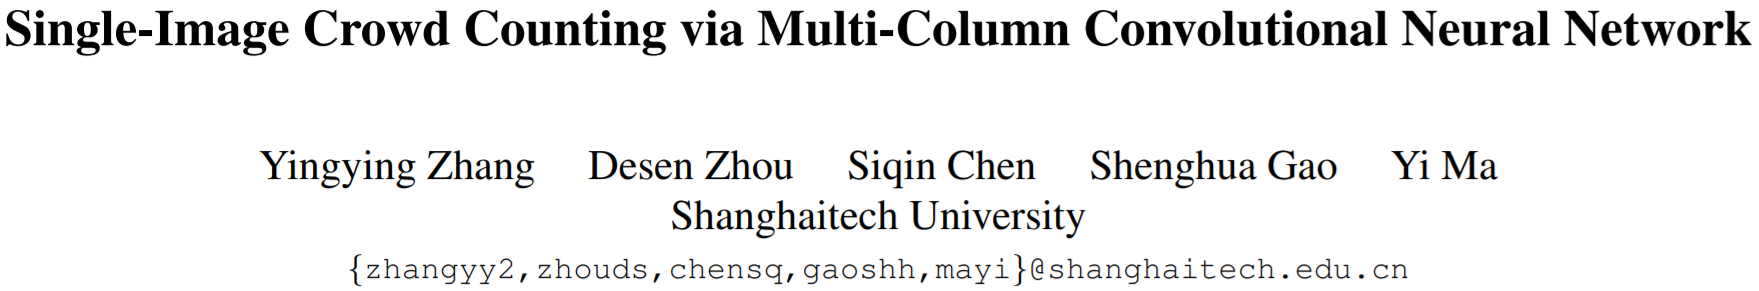 Single-Image Crowd Counting via Multi-Column Convolutional Neural Network
Yingying Zhang Desen Zhou Siqin Chen Shenghua Gao Yi Ma
Shanghaitech University
{zhangyy2,zhouds,chensq,gaoshh,mayi}@shanghaitech.edu.cn